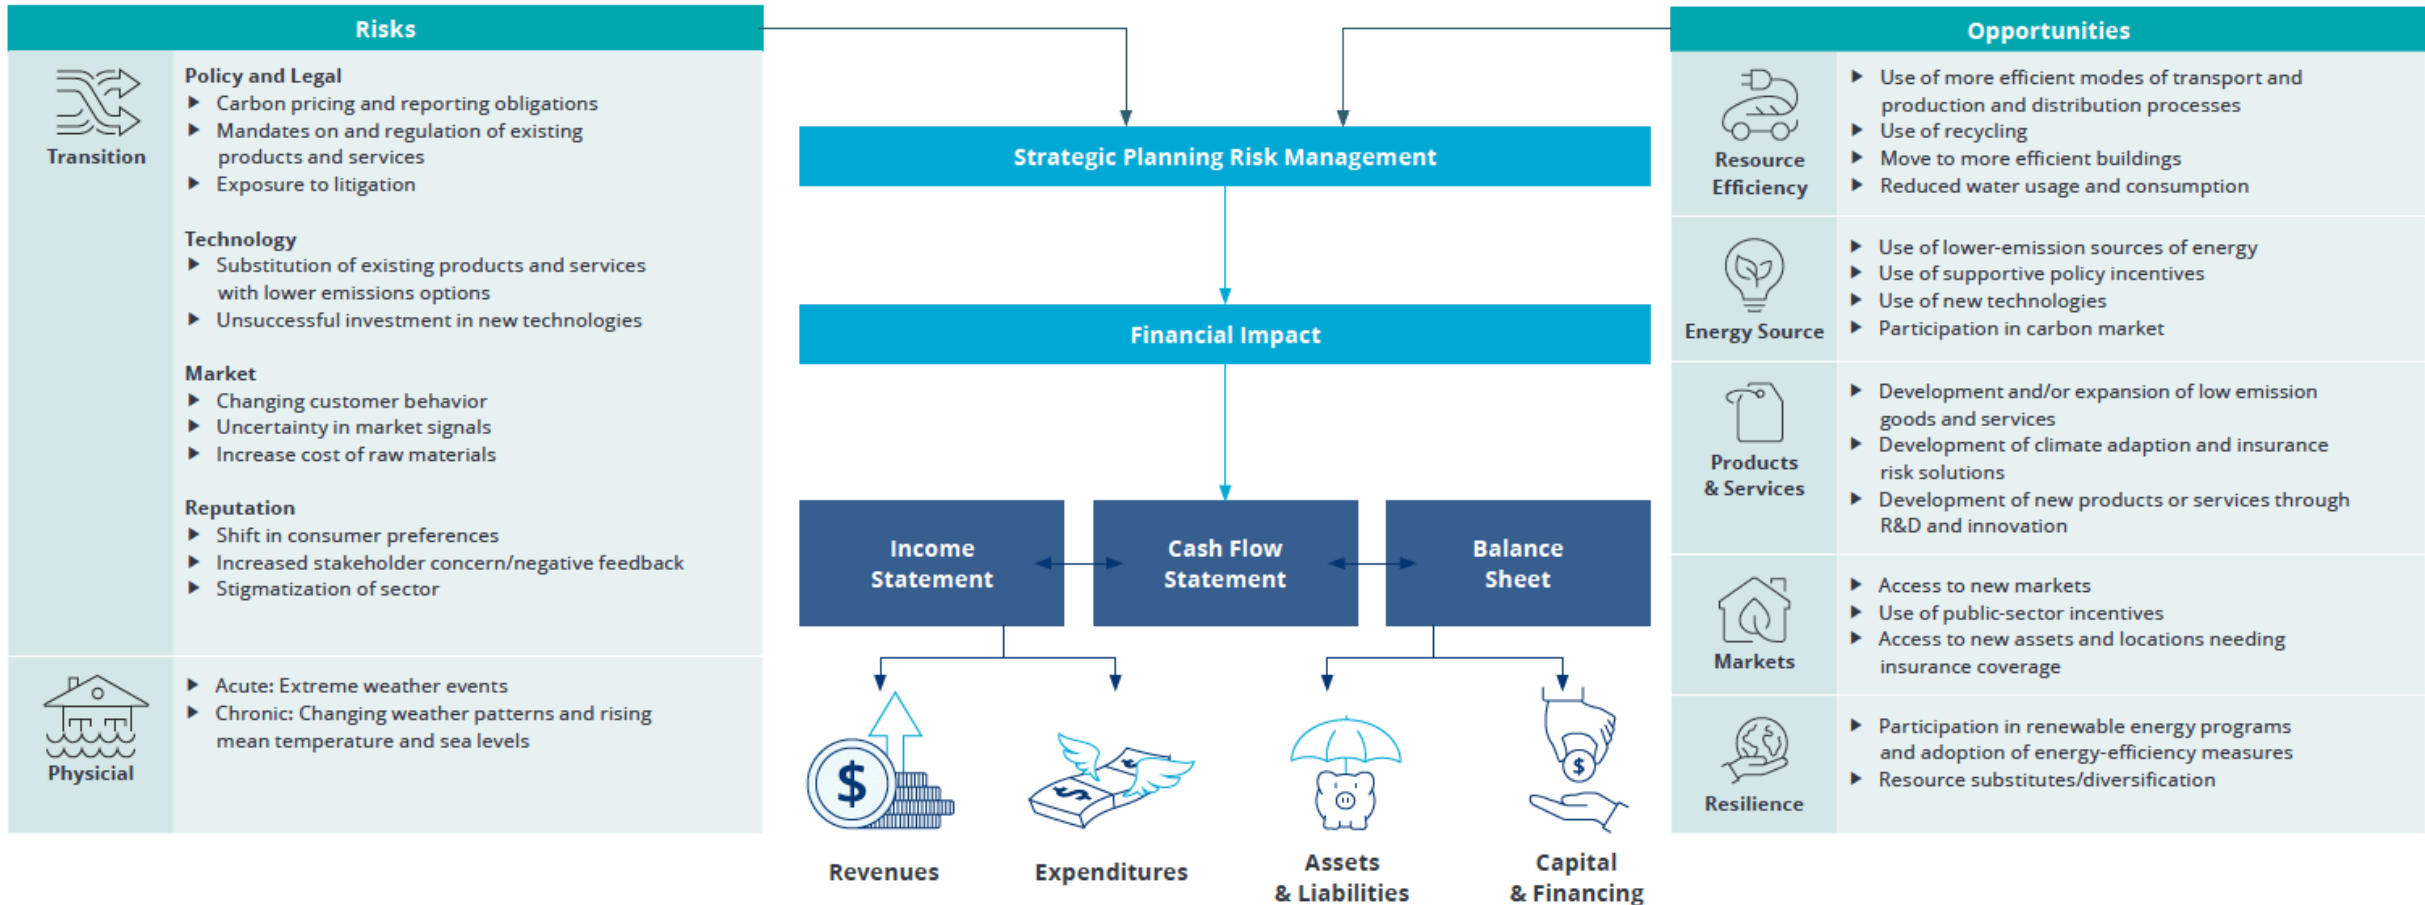 Risks
Transition
Policy and Legal
Carbon pricing and reporting obligations
Mandates on and regulation of existing
products and services
Exposure to litigation
Technology
Substitution of existing products and services
with lower emissions options
Unsuccessful investment in new technologies
Market
Changing customer behavior
Uncertainty in market signals
Increase cost of raw materials
Reputation
Shift in consumer preferences
Increased stakeholder concern/negative feedback
Stigmatization of sector
Physicial
Acute: Extreme weather events
Chronic: Changing weather patterns and rising
mean temperature and sea levels
Strategic Planning Risk Management
Financial Impact
Income
Statement
Cash Flow
Statement
Balance
Sheet
$
$
$
Revenues
Expenditures
Assets
& Liabilities
Capital
& Financing
Opportunities
Resource
Efficiency
Use of more efficient modes of transport and
production and distribution processes
Use of recycling
Move to more efficient buildings
Reduced water usage and consumption
Energy Source
Use of lower-emission sources of energy
Use of supportive policy incentives
Use of new technologies
Participation in carbon market
Products
& Services
Development and/or expansion of low emission
goods and services
Development of climate adaption and insurance
risk solutions
Development of new products or services through
R&D and innovation
Markets
Access to new markets
Use of public-sector incentives
Access to new assets and locations needing
insurance coverage
Resilience
Participation in renewable energy programs
and adoption of energy-efficiency measures
Resource substitutes/diversification